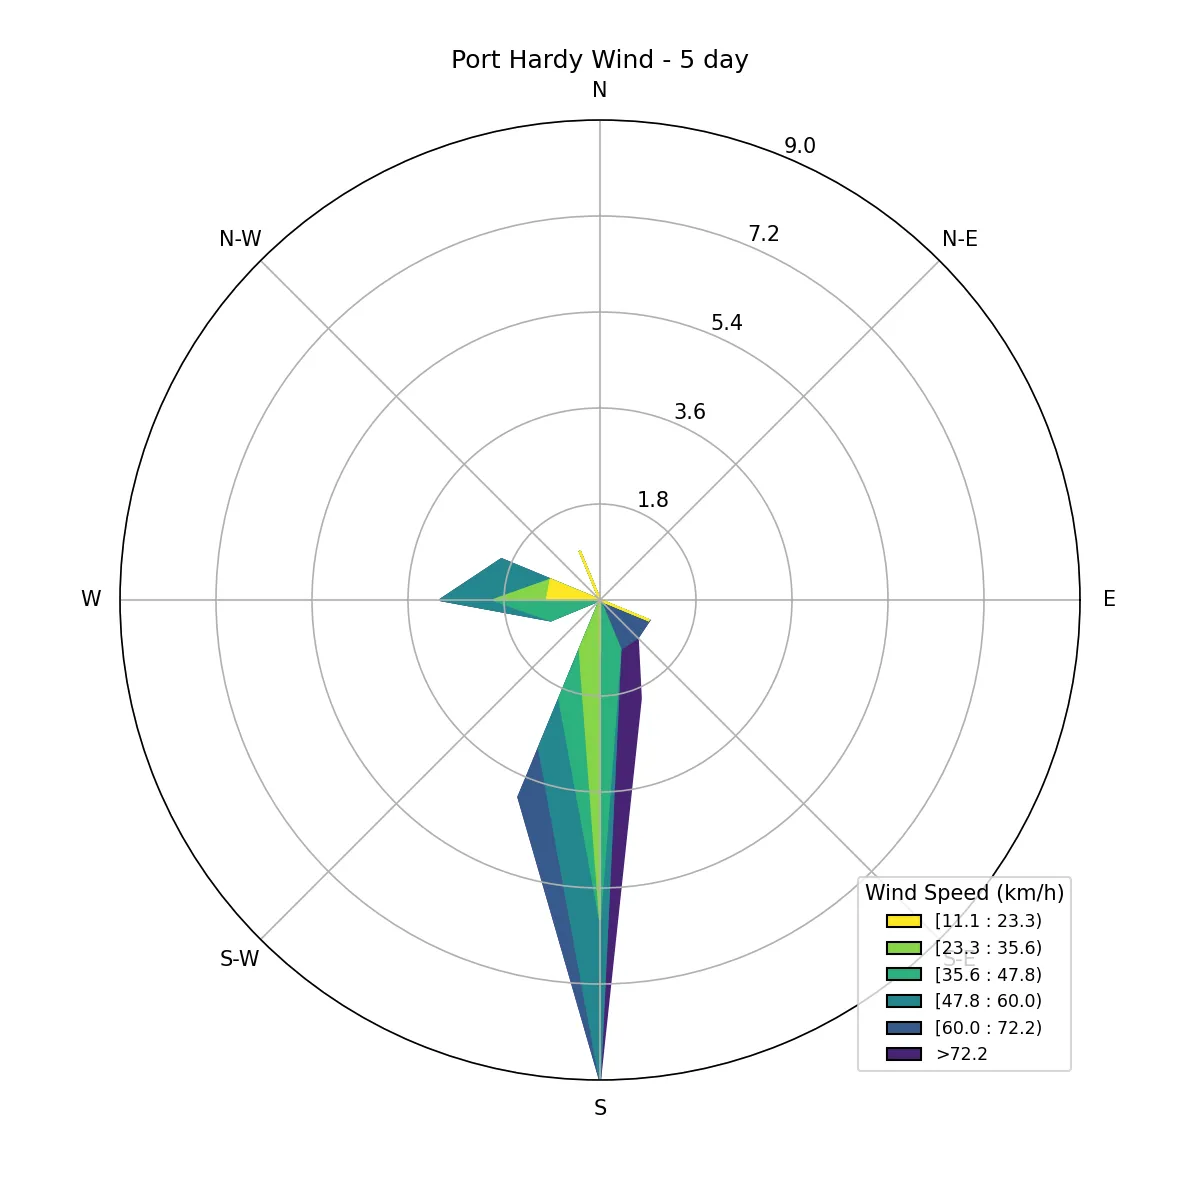 Port Hardy Wind - 5 day
N
9.0
N-W
N-E
7.2
5.4
3.6
1.8
W
E
Wind Speed (km/h)
[11.1 : 23.3)
[23.3 : 35.6)
S-W
S-E
[35.6 : 47.8)
[47.8 : 60.0)
[60.0 : 72.2)
>72.2
S